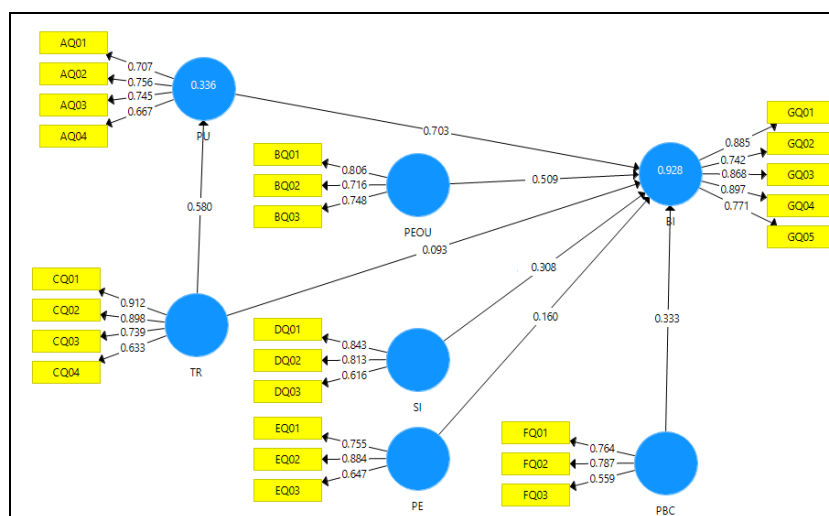 AQ01
AQ02
AQ03
AQ04
0.707
0.756
0.745
0.667
0.336
PU
0.703
BQ01
BQ02
BQ03
0.806
0.716
0.748
PEOU
0.509
0.928
BI
0.885
0.742
0.868
0.897
0.771
GQ01
GQ02
GQ03
GQ04
GQ05
0.580
0.093
CQ01
CQ02
CQ03
CQ04
0.912
0.898
0.739
0.633
TR
0.308
0.160
0.333
DQ01
DQ02
DQ03
0.843
0.813
0.616
SI
EQ01
EQ02
EQ03
0.755
0.884
0.647
PE
FQ01
FQ02
FQ03
0.764
0.787
0.559
PBC